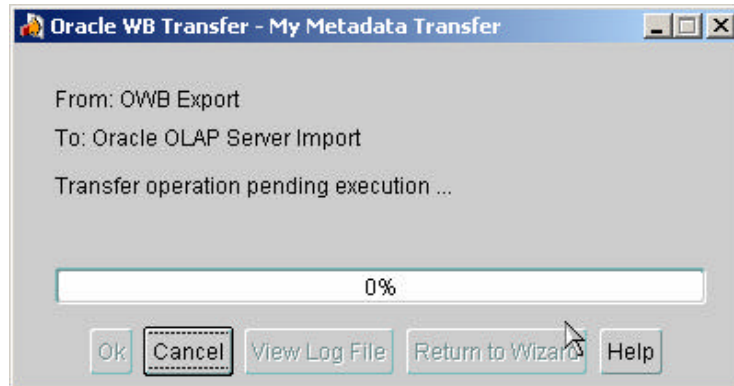 Oracle WB Transfer - My Metadata Transfer
From: OWB Export
To: Oracle OLAP Server Import
Transfer operation pending execution ...
0%
Ok Cancel View Log File Return to Wizard Help